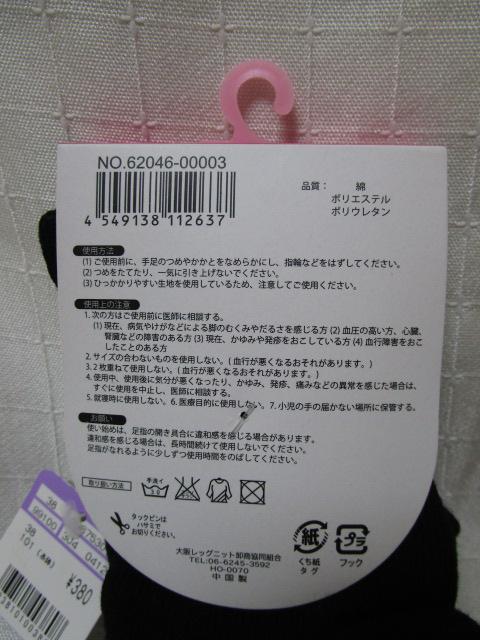 NO.62046-00003
4 549138 112637
品質： 綿
ポリエステル
ポリウレタン
使用方法
(1) ご使用前に、手足のつめやかかとをなめらかにし、指輪などをはずしてください。
(2) つめをたてたり、一気に引き上げないでください。
(3) ひっかかりやすい生地を使用しているため、注意してご使用ください。
使用上の注意
1. 次の方はご使用前に医師に相談する。
(1) 現在、病気やけがなどによる脚のむくみやだるさを感じる方 (2) 血圧の高い方、心臓、
腎臓などの障害のある方 (3) 現在、かゆみや発疹をおこしている方 (4) 血行障害をおこ
したことのある方
2. サイズの合わないものを使用しない。( 血行が悪くなるおそれがあります。)
3. 2 枚重ねて使用しない。( 血行が悪くなるおそれがあります。)
4. 使用中、使用後に気分が悪くなったり、かゆみ、発疹、痛みなどの異常を感じた場合は、
すぐに使用を中止し、医師に相談する。
5. 就寝時に使用しない。6. 医療目的に使用しない。7. 小児の手の届かない場所に保管する。
お願い
使い始めは、足指の開き具合に違和感を感じる場合があります。
違和感を感じる場合は、長時間続けて使用しないでください。
足指がなれるように少しずつ使用時間をのばしてください。
取り扱い方法
手洗イ
30
タックピンは
ハサミで
お切りください。
紙
くち紙
タグ
プラ
フック
大阪レッグニット卸商協同組合
TEL:06-6245-3592
HO-0070
中国製
38
99100
304
0412
38
101
(本体)
¥380